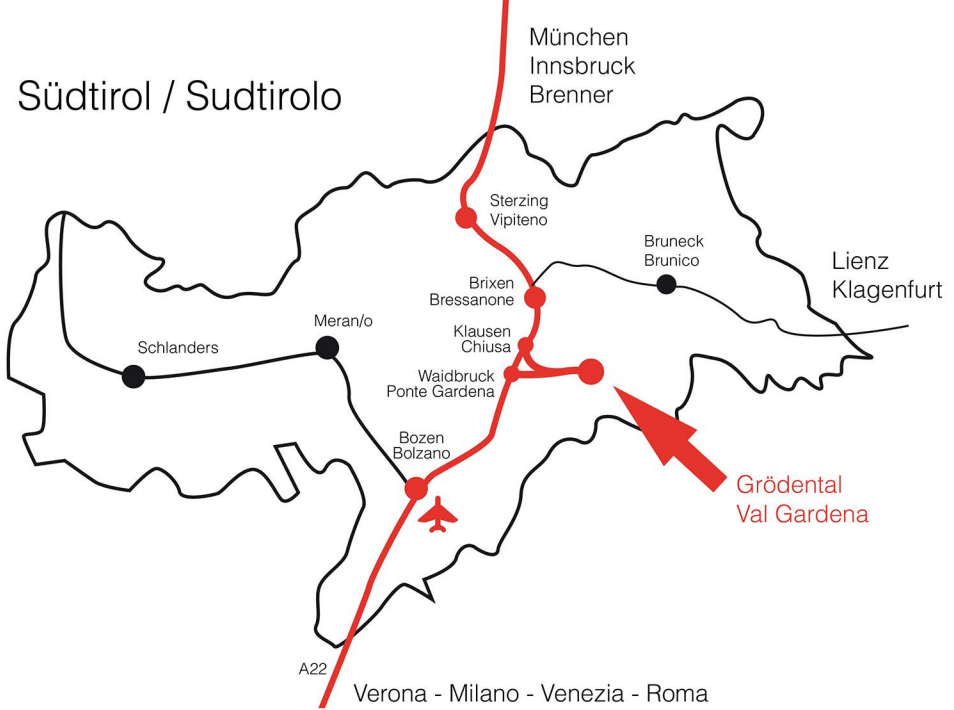 München
Innsbruck
Brenner
Südtirol / Sudtirolo
Sterzing
Vipiteno
Bruneck
Brunico
Lienz
Klagenfurt
Brixen
Bressanone
Meran/o
Klausen
Chiusa
Schlanders
Waidbruck
Ponte Gardena
Bozen
Bolzano
Grödental
Val Gardena
A22
Verona - Milano - Venezia - Roma